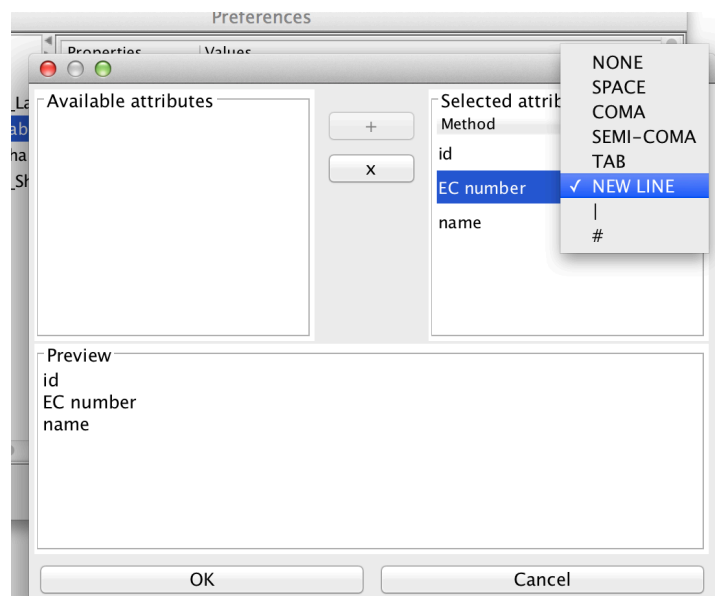 Preferences
Properties Values
Available attributes
+
x
Selected attrib
Method
id
EC number
name
NONE
SPACE
COMA
SEMI-COMA
TAB
✓ NEW LINE
|
#
Preview
id
EC number
name
OK Cancel